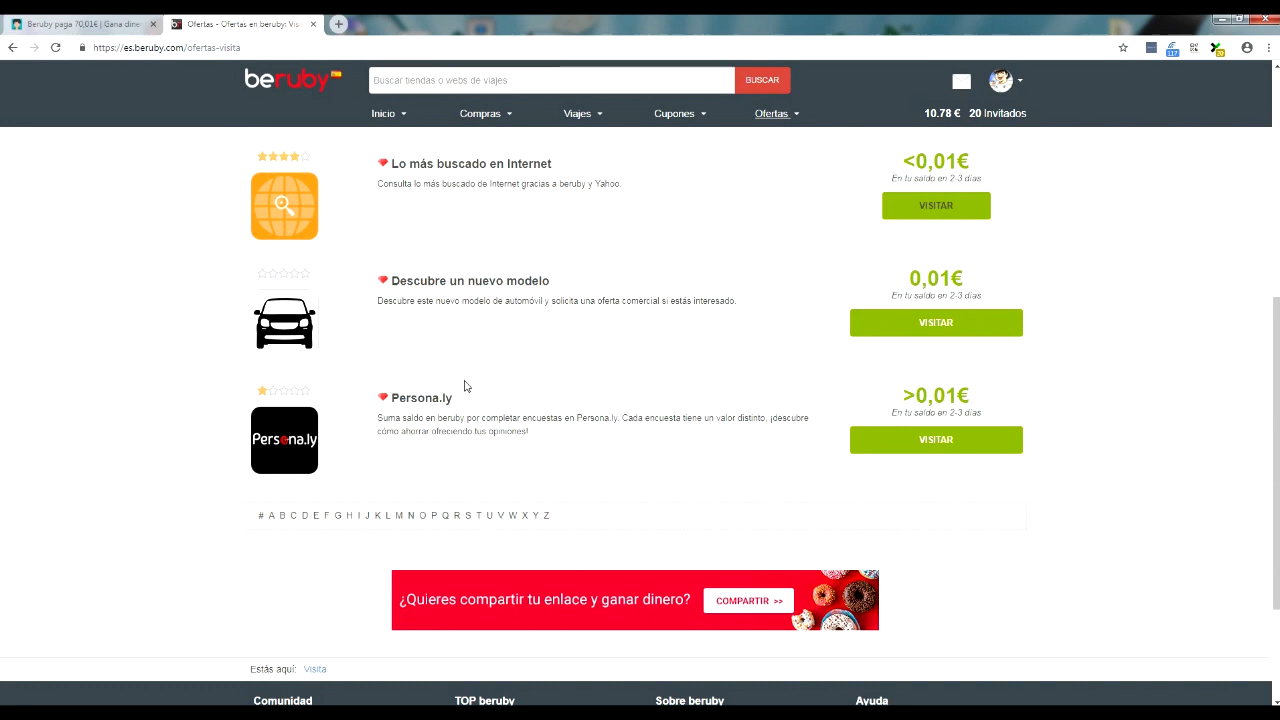 Beruby paga 70,01€ | Gana dine
Ofertas - Ofertas en beruby: Vis
https://es.beruby.com/ofertas-visita
beruby
Buscar tiendas o webs de viajes
BUSCAR
Inicio
Compras
Viajes
Cupones
Ofertas
10.78 €
20 Invitados
Lo más buscado en Internet
Consulta lo más buscado de Internet gracias a beruby y Yahoo.
<0,01€
En tu saldo en 2-3 días
VISITAR
Descubre un nuevo modelo
Descubre este nuevo modelo de automóvil y solicita una oferta comercial si estás interesado.
0,01€
En tu saldo en 2-3 días
VISITAR
Persona.ly
Persona.ly
Suma saldo en beruby por completar encuestas en Persona.ly. Cada encuesta tiene un valor distinto, ¡descubre
cómo ahorrar ofreciendo tus opiniones!
>0,01€
En tu saldo en 2-3 días
VISITAR
# A B C D E F G H I J K L M N O P Q R S T U V W X Y Z
¿Quieres compartir tu enlace y ganar dinero?
COMPARTIR >>
Estás aquí: Visita
Comunidad
TOP beruby
Sobre beruby
Ayuda